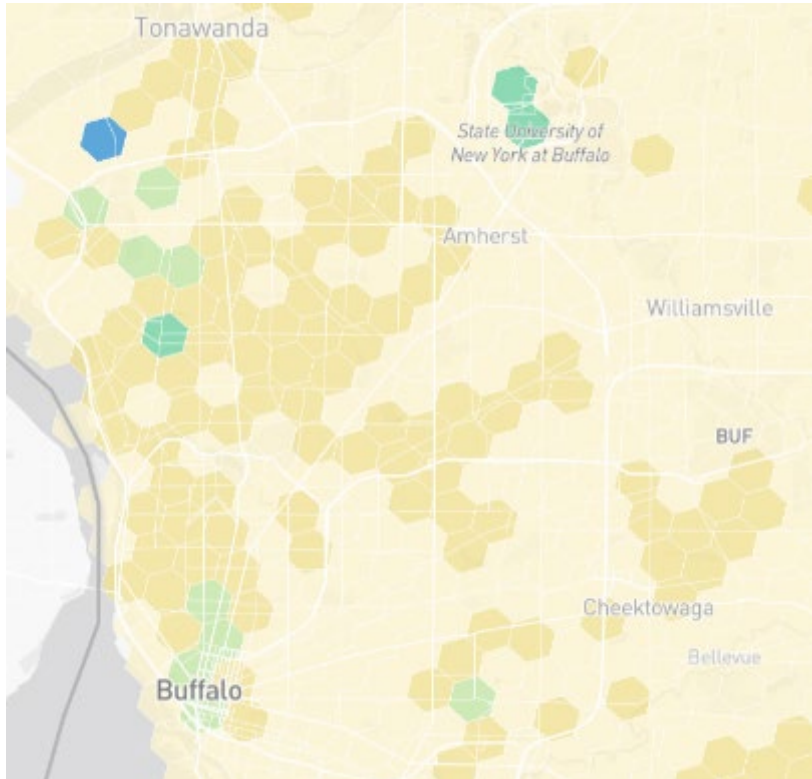 Tonawanda
State University of
New York at Buffalo
Amherst
Williamsville
BUF
Cheektowaga
Bellevue
Buffalo